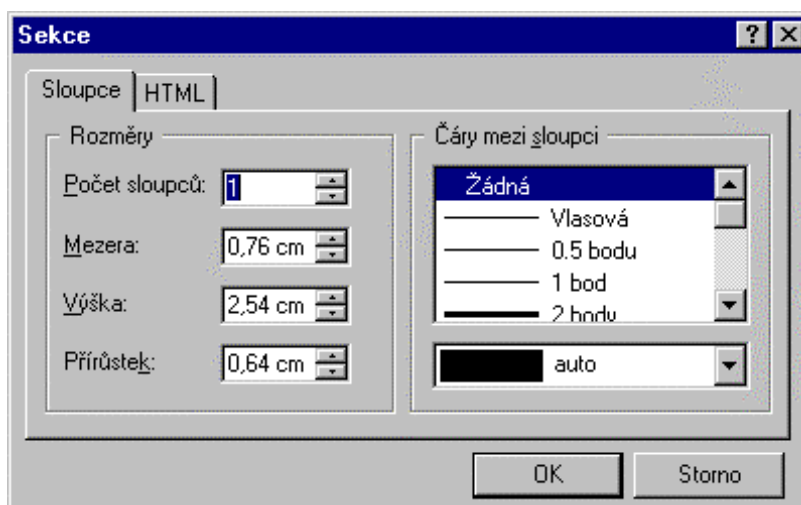 Sekce
Sloupce HTML
Rozměry
Počet sloupců: 1
Mezera: 0,76 cm
Výška: 2,54 cm
Přírůstek: 0,64 cm
Čáry mezi sloupci
Žádná
Vlasová
0.5 bodu
1 bod
2 bodu
auto
OK Storno